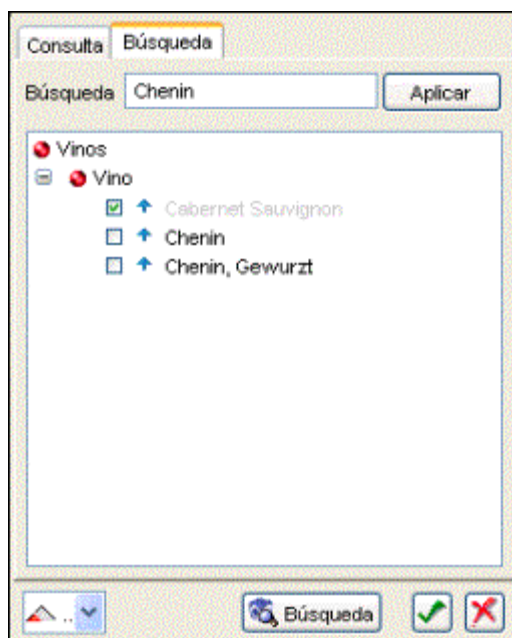 Consulta Búsqueda
Búsqueda Chenin Aplicar
Vinos
Vino
Cabernet Sauvignon
Chenin
Chenin, Gewurzt
.. Búsqueda